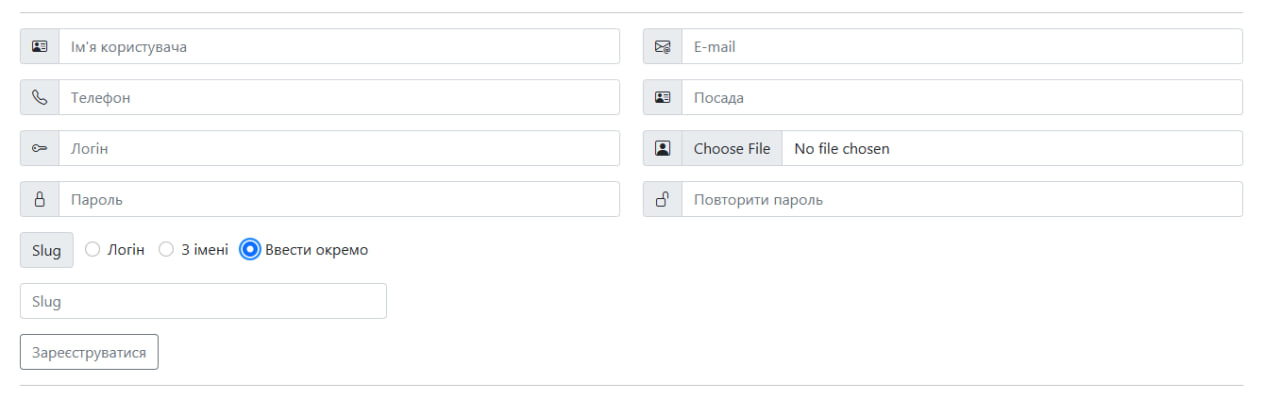 Ім'я користувача E-mail
Телефон Посада
Логін Choose File No file chosen
Пароль Повторити пароль
Slug Логін З імені Ввести окремо
Slug
Зареєструватися